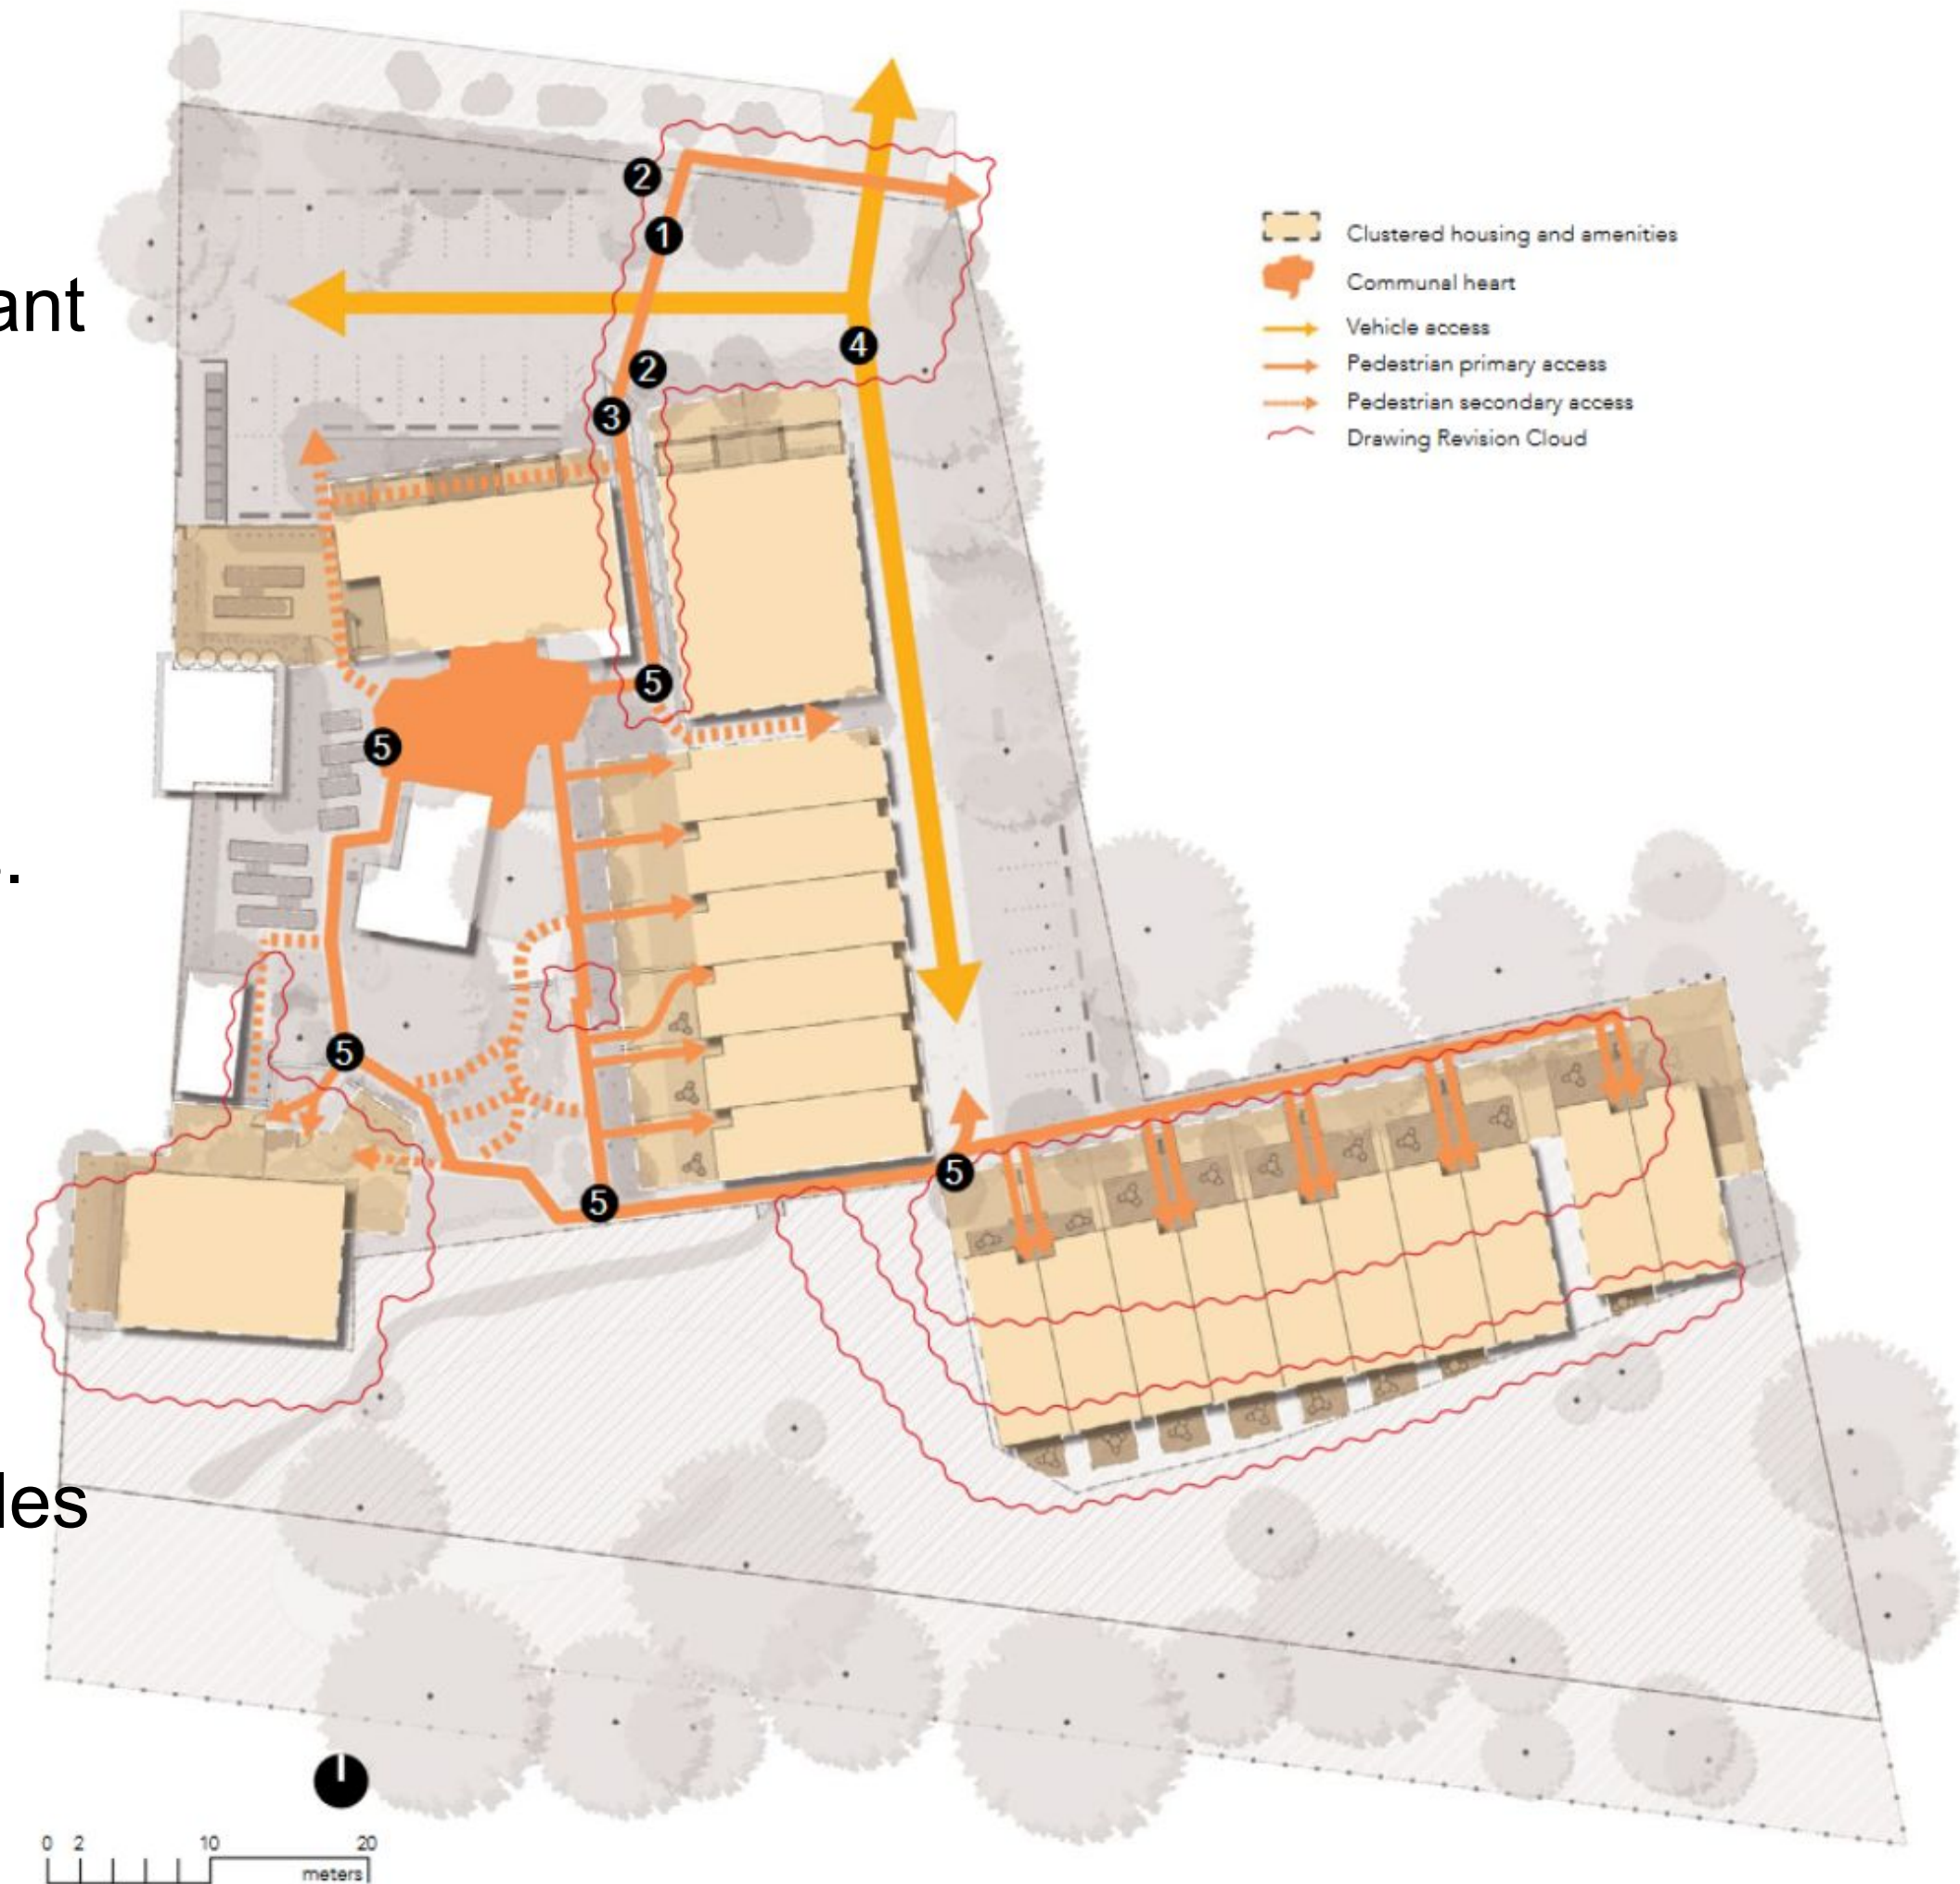 2
1
ant
Clustered housing and amenities
Communal heart
Vehicle access
Pedestrian primary access
Pedestrian secondary access
Drawing Revision Cloud
4
2
3
5
5
.
5
5
5
les
0 2 10 20
meters